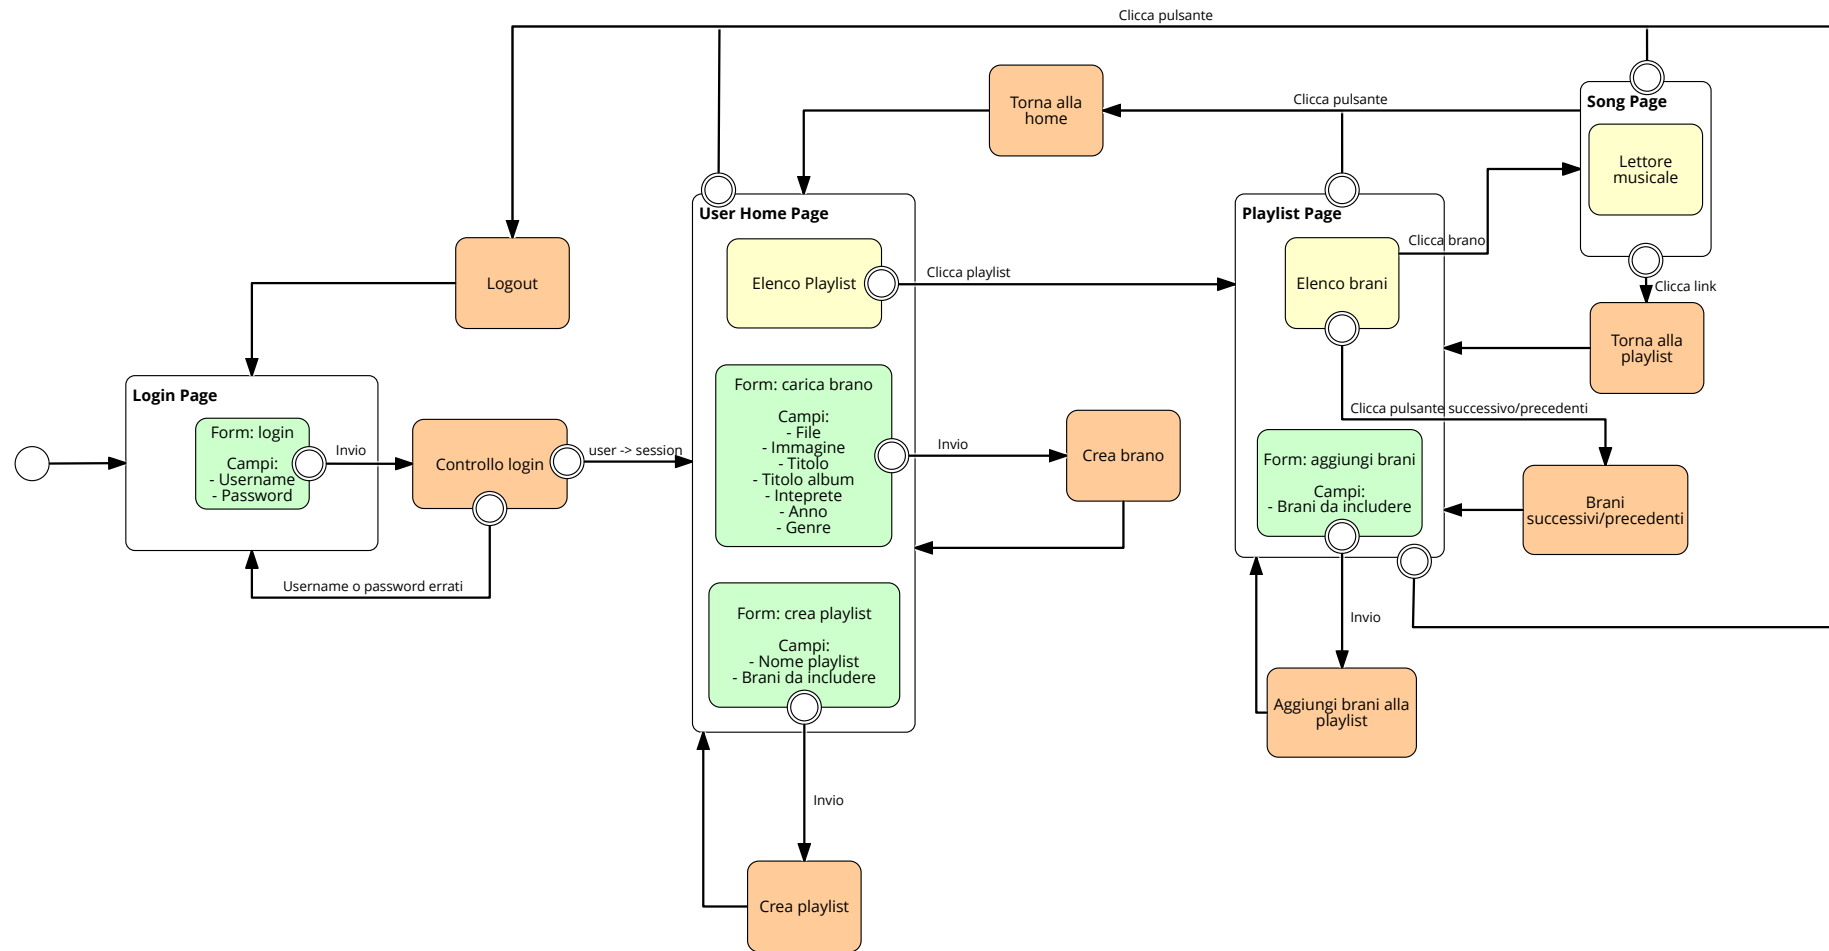 Clicca pulsante
Torna alla
home
Clicca pulsante
Song Page
Lettore
musicale
User Home Page
Playlist Page
Clicca brano
Logout
Elenco Playlist
Clicca playlist
Elenco brani
Clicca link
Torna alla
playlist
Login Page
Form: login
Campi:
- Username
- Password
Invio
Controllo login
user -> session
Username o password errati
Form: carica brano
Campi:
- File
- Immagine
- Titolo
- Titolo album
- Inteprete
- Anno
- Genre
Invio
Crea brano
Clicca pulsante successivo/precedenti
Form: aggiungi brani
Campi:
- Brani da includere
Brani
successivi/precedenti
Form: crea playlist
Campi:
- Nome playlist
- Brani da includere
Invio
Aggiungi brani alla
playlist
Invio
Crea playlist